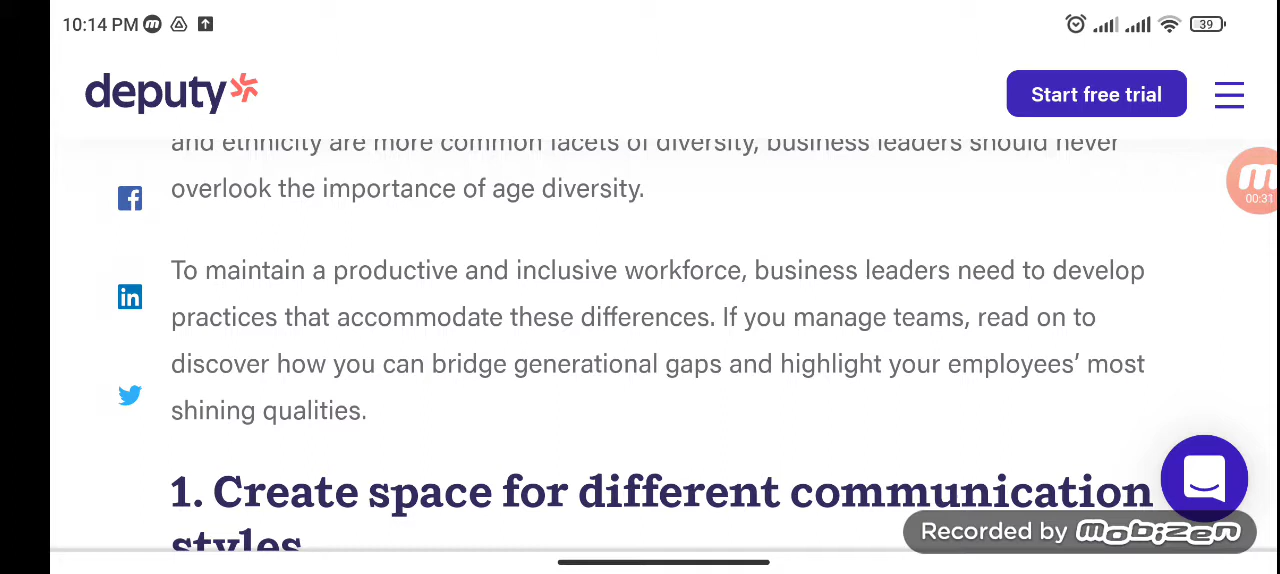 10:14 PM
39
deputy
Start free trial
and ethnicity are more common facets of diversity, business leaders should never
overlook the importance of age diversity.
00:31
To maintain a productive and inclusive workforce, business leaders need to develop
practices that accommodate these differences. If you manage teams, read on to
discover how you can bridge generational gaps and highlight your employees’ most
shining qualities.
1. Create space for different communication
styles
Recorded by mobizen